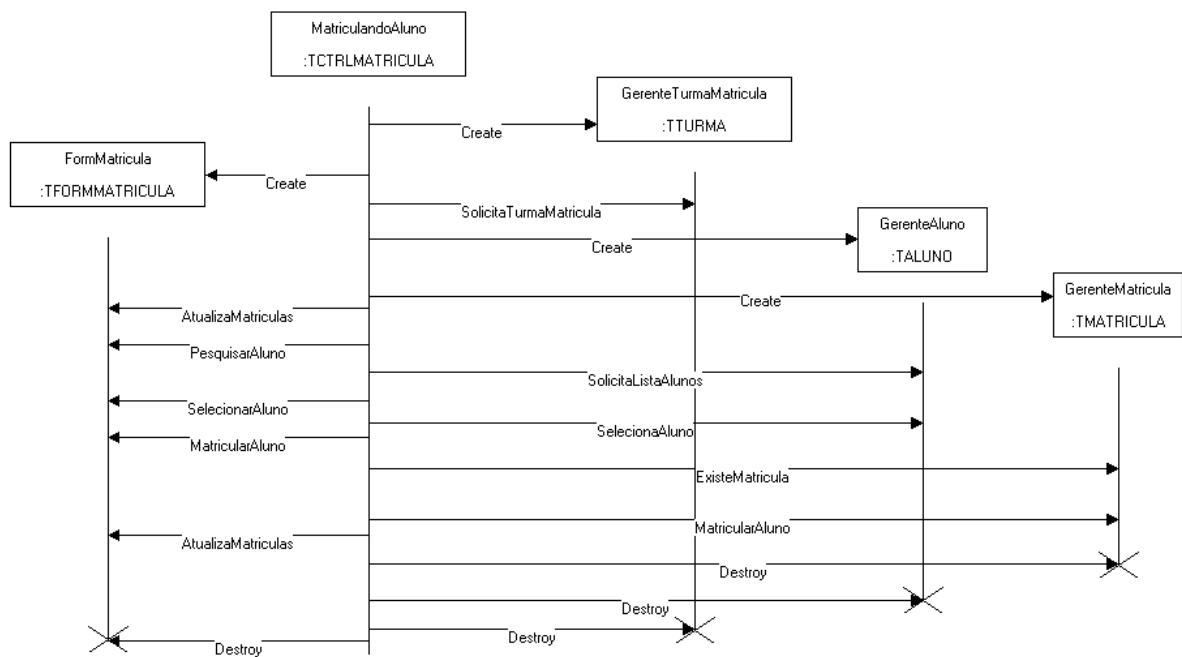 MatriculandoAluno
:TCTRLMATRICULA
GerenteTurmaMatricula
:TTURMA
Create
FormMatricula
:TFORMMATRICULA
Create
SolicitaTurmaMatricula
GerenteAluno
:TALUNO
Create
GerenteMatricula
:TMATRICULA
Create
AtualizaMatriculas
PesquisarAluno
SolicitaListaAlunos
SelecionarAluno
SelecionaAluno
MatricularAluno
ExisteMatricula
MatricularAluno
AtualizaMatriculas
Destroy
Destroy
Destroy
Destroy